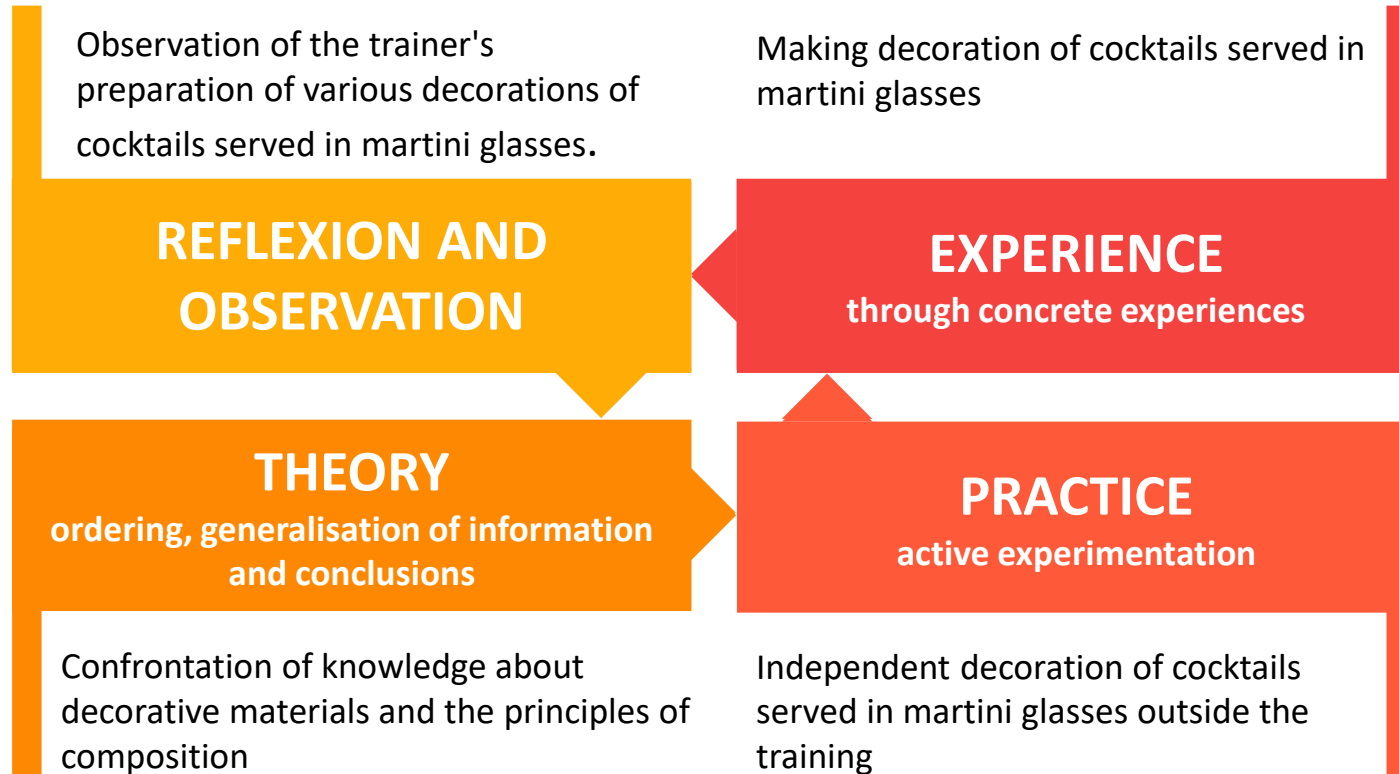 Observation of the trainer's
preparation of various decorations of
cocktails served in martini glasses.
REFLEXION AND
OBSERVATION
Making decoration of cocktails served in
martini glasses
EXPERIENCE
through concrete experiences
THEORY
ordering, generalisation of information
and conclusions
Confrontation of knowledge about
decorative materials and the principles of
composition
PRACTICE
active experimentation
Independent decoration of cocktails
served in martini glasses outside the
training